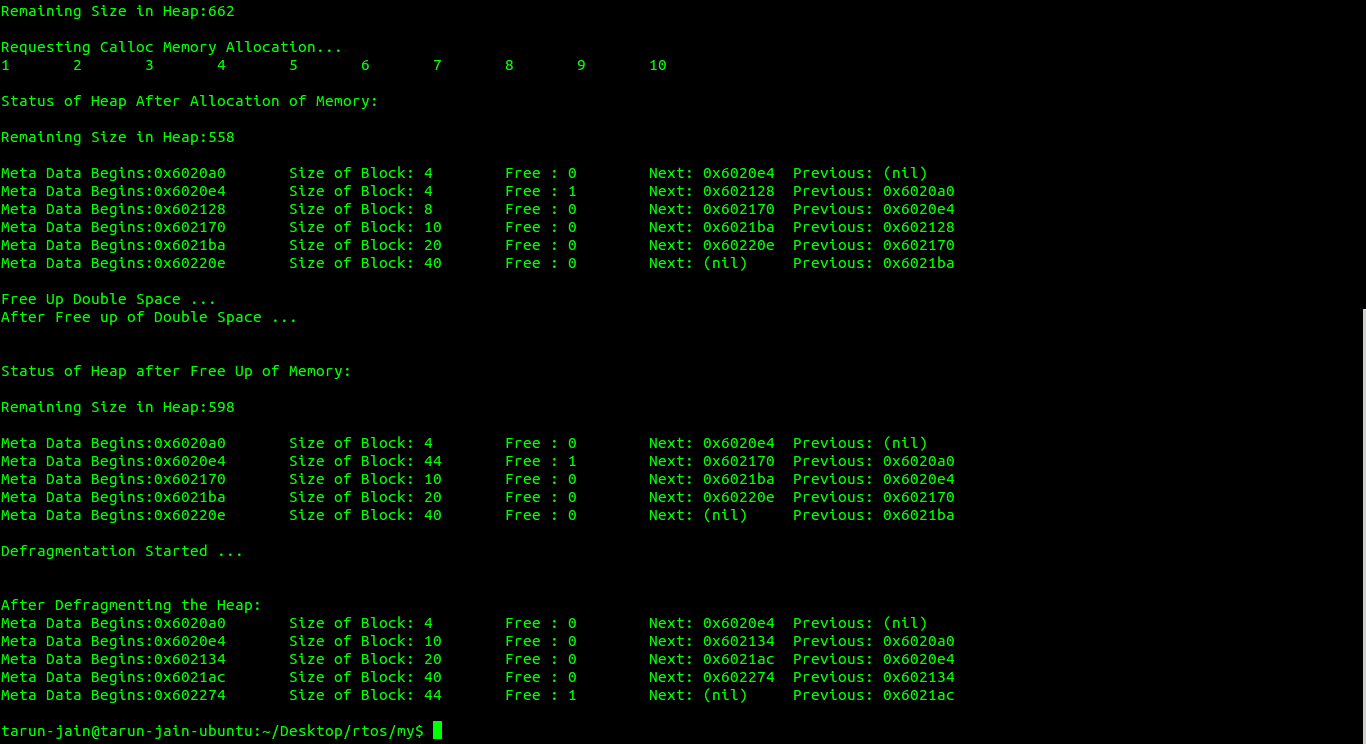 Remaining Size in Heap:662
Requesting Calloc Memory Allocation...
1 2 3 4 5 6 7 8 9 10
Status of Heap After Allocation of Memory:
Remaining Size in Heap:558
Meta Data Begins:0x6020a0 Size of Block: 4 Free : 0 Next: 0x6020e4 Previous: (nil)
Meta Data Begins:0x6020e4 Size of Block: 4 Free : 1 Next: 0x602128 Previous: 0x6020a0
Meta Data Begins:0x602128 Size of Block: 8 Free : 0 Next: 0x602170 Previous: 0x6020e4
Meta Data Begins:0x602170 Size of Block: 10 Free : 0 Next: 0x6021ba Previous: 0x602128
Meta Data Begins:0x6021ba Size of Block: 20 Free : 0 Next: 0x60220e Previous: 0x602170
Meta Data Begins:0x60220e Size of Block: 40 Free : 0 Next: (nil) Previous: 0x6021ba
Free Up Double Space ...
After Free up of Double Space ...
Status of Heap after Free Up of Memory:
Remaining Size in Heap:598
Meta Data Begins:0x6020a0 Size of Block: 4 Free : 0 Next: 0x6020e4 Previous: (nil)
Meta Data Begins:0x6020e4 Size of Block: 44 Free : 1 Next: 0x602170 Previous: 0x6020a0
Meta Data Begins:0x602170 Size of Block: 10 Free : 0 Next: 0x6021ba Previous: 0x6020e4
Meta Data Begins:0x6021ba Size of Block: 20 Free : 0 Next: 0x60220e Previous: 0x602170
Meta Data Begins:0x60220e Size of Block: 40 Free : 0 Next: (nil) Previous: 0x6021ba
Defragmentation Started ...
After Defragmenting the Heap:
Meta Data Begins:0x6020a0 Size of Block: 4 Free : 0 Next: 0x6020e4 Previous: (nil)
Meta Data Begins:0x6020e4 Size of Block: 10 Free : 0 Next: 0x602134 Previous: 0x6020a0
Meta Data Begins:0x602134 Size of Block: 20 Free : 0 Next: 0x6021ac Previous: 0x6020e4
Meta Data Begins:0x6021ac Size of Block: 40 Free : 0 Next: 0x602274 Previous: 0x602134
Meta Data Begins:0x602274 Size of Block: 44 Free : 1 Next: (nil) Previous: 0x6021ac
tarun-jain@tarun-jain-ubuntu:~/Desktop/rtos/my$